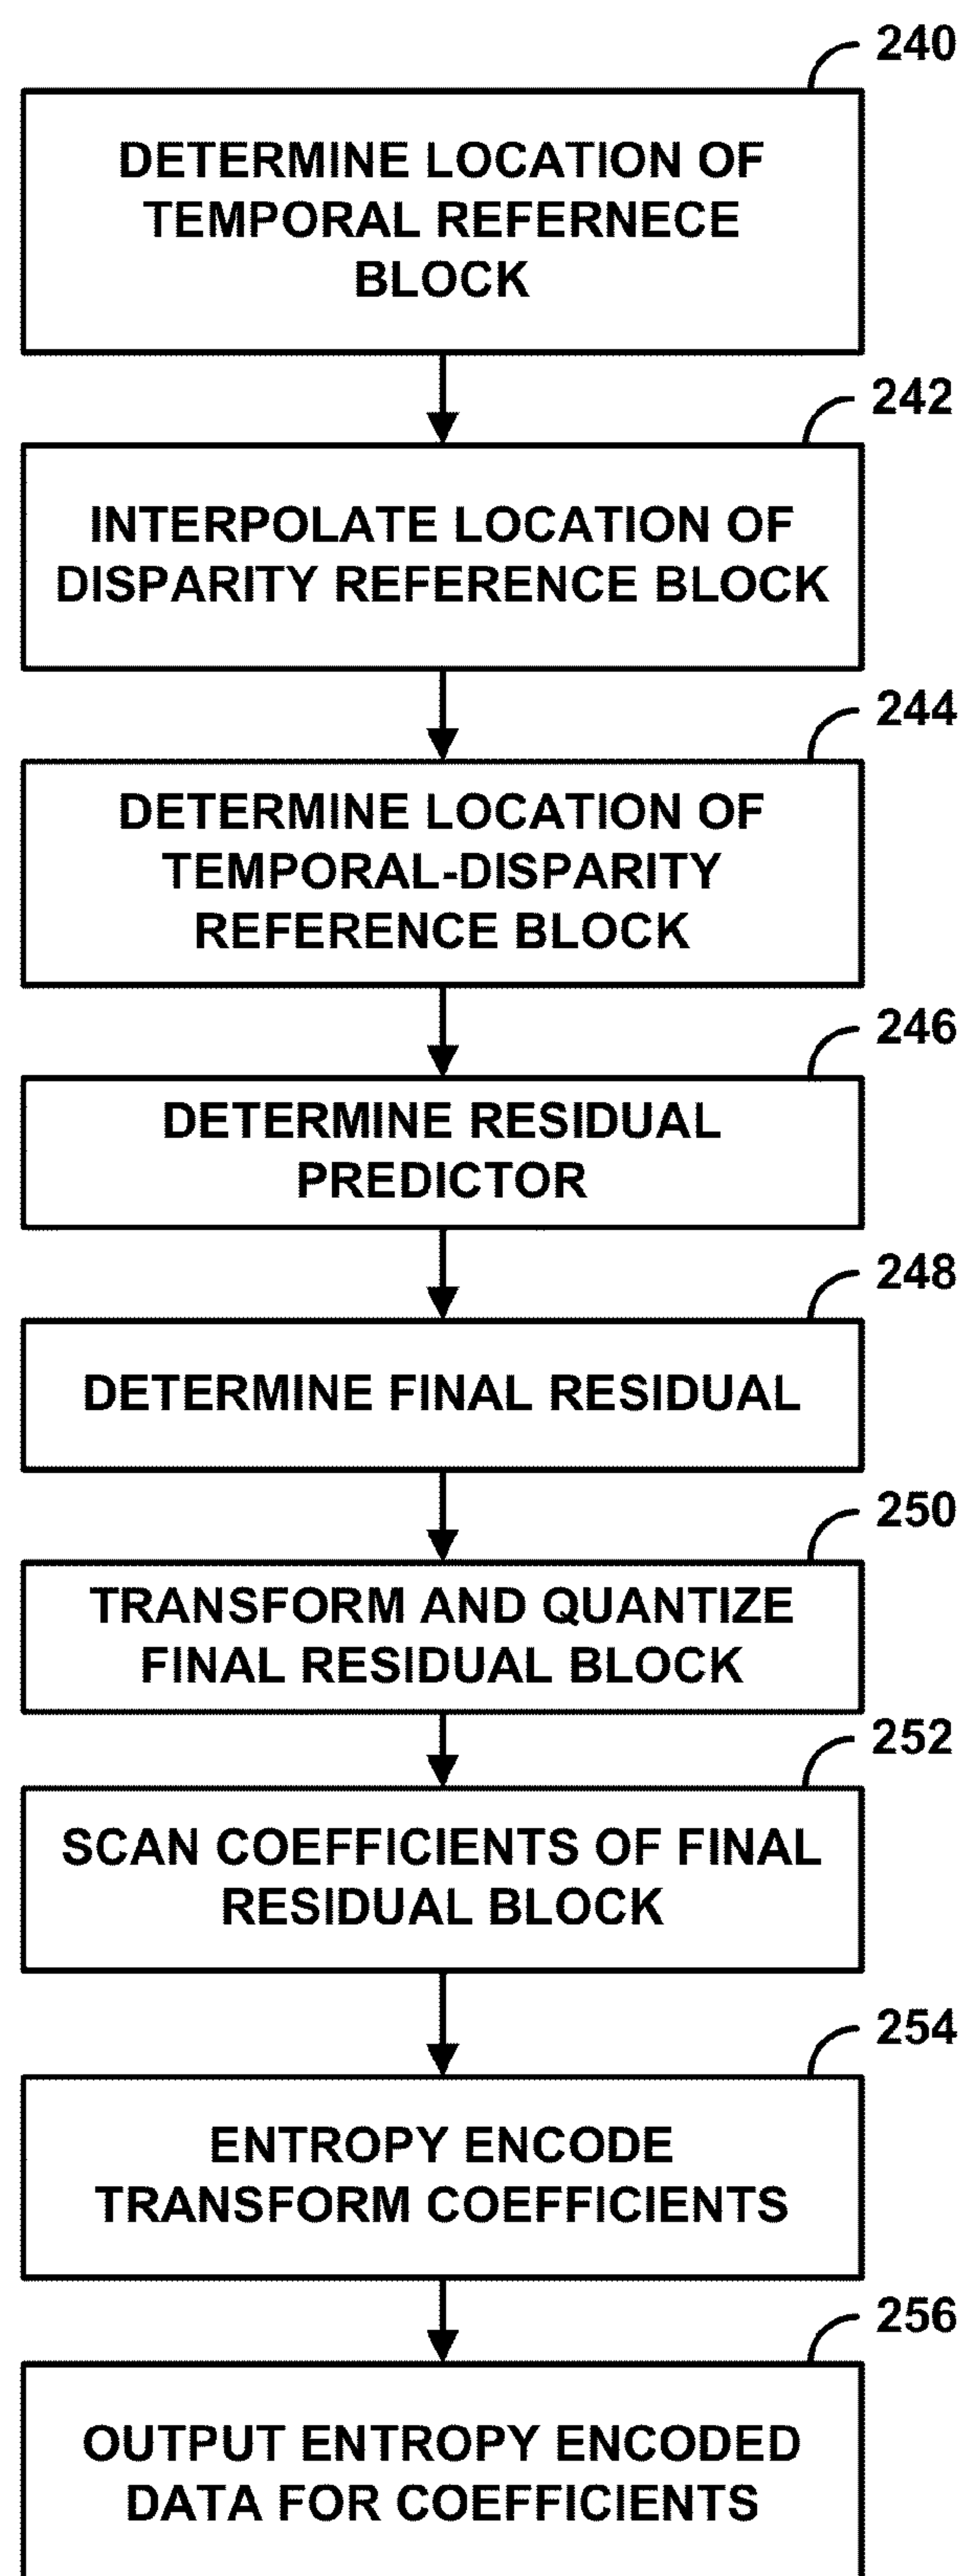 240
DETERMINE LOCATION OF
TEMPORAL REFERNECE
BLOCK
242
INTERPOLATE LOCATION OF
DISPARITY REFERENCE BLOCK
244
DETERMINE LOCATION OF
TEMPORAL-DISPARITY
REFERENCE BLOCK
246
DETERMINE RESIDUAL
PREDICTOR
248
DETERMINE FINAL RESIDUAL
250
TRANSFORM AND QUANTIZE
FINAL RESIDUAL BLOCK
252
SCAN COEFFICIENTS OF FINAL
RESIDUAL BLOCK
254
ENTROPY ENCODE
TRANSFORM COEFFICIENTS
256
OUTPUT ENTROPY ENCODED
DATA FOR COEFFICIENTS